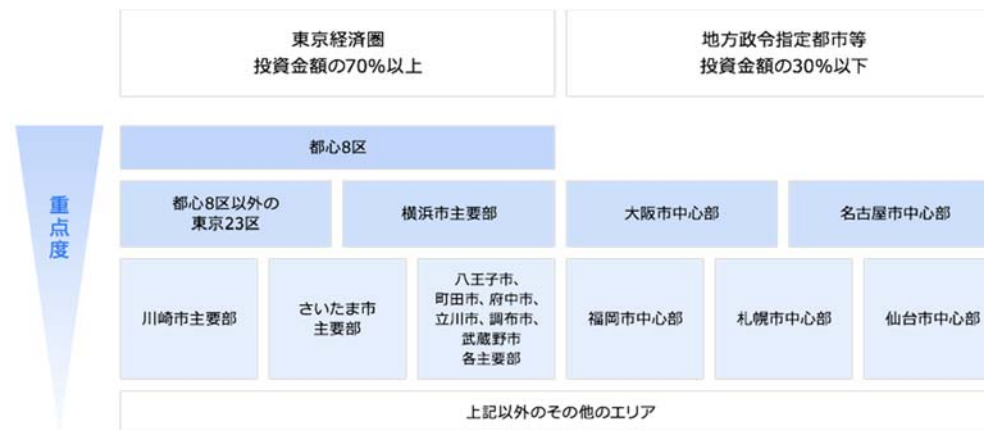 東京経済圏
投資金額の70%以上
地方政令指定都市等
投資金額の30%以下
重点度
都心8区
都心8区以外の
東京23区
横浜市主要部
大阪市中心部
名古屋市中心部
川崎市主要部
さいたま市
主要部
八王子市、
町田市、府中市、
立川市、調布市、
武蔵野市
各主要部
福岡市中心部
札幌市中心部
仙台市中心部
上記以外のその他のエリア